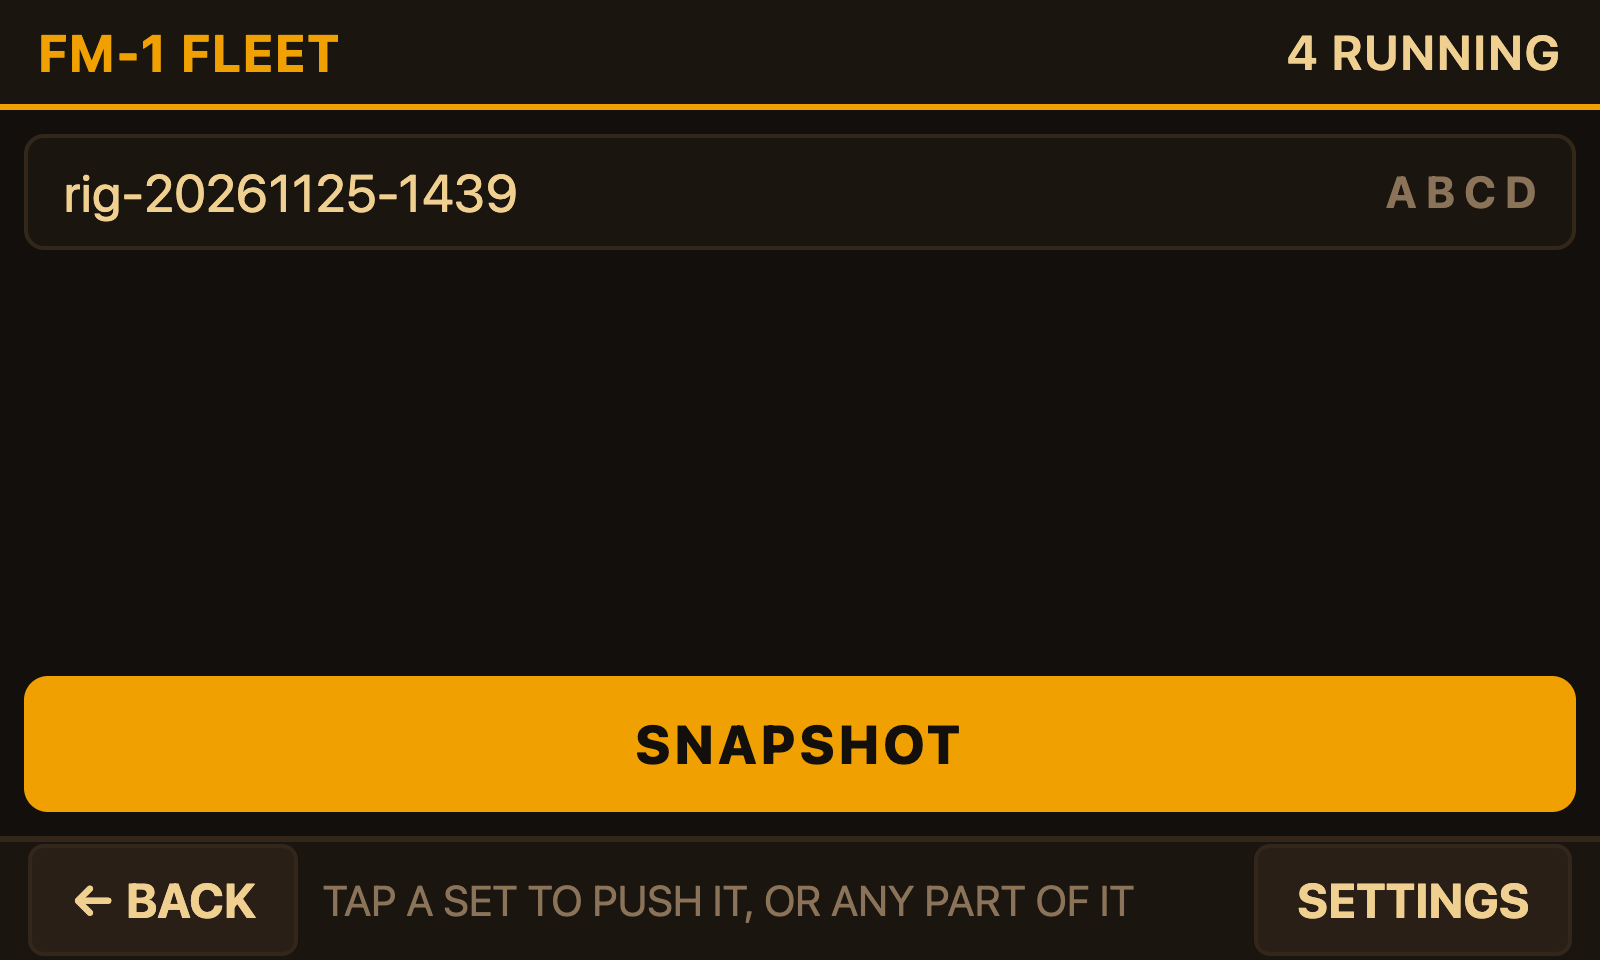 FM-1 FLEET
4 RUNNING
rig-20261125-1439
A B C D
SNAPSHOT
← BACK
TAP A SET TO PUSH IT, OR ANY PART OF IT
SETTINGS